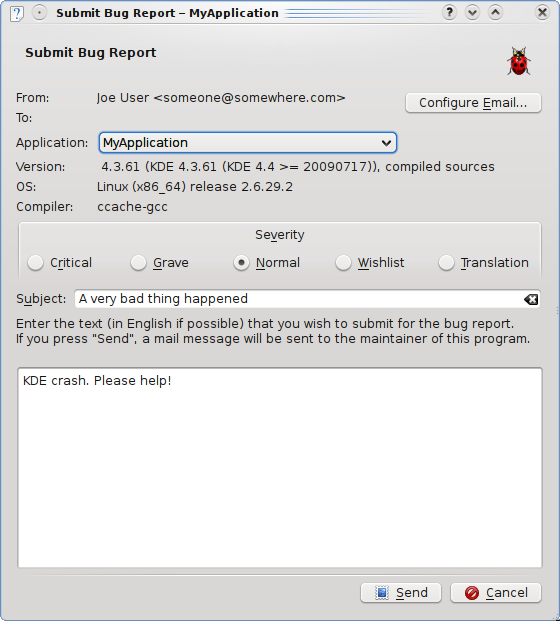 Submit Bug Report – MyApplication
Submit Bug Report
From: Joe User <someone@somewhere.com>
Configure Email...
To:
Application: MyApplication
Version: 4.3.61 (KDE 4.3.61 (KDE 4.4 >= 20090717)), compiled sources
OS: Linux (x86_64) release 2.6.29.2
Compiler: ccache-gcc
Severity
Critical Grave Normal Wishlist Translation
Subject: A very bad thing happened
Enter the text (in English if possible) that you wish to submit for the bug report.
If you press "Send", a mail message will be sent to the maintainer of this program.
KDE crash. Please help!
Send Cancel